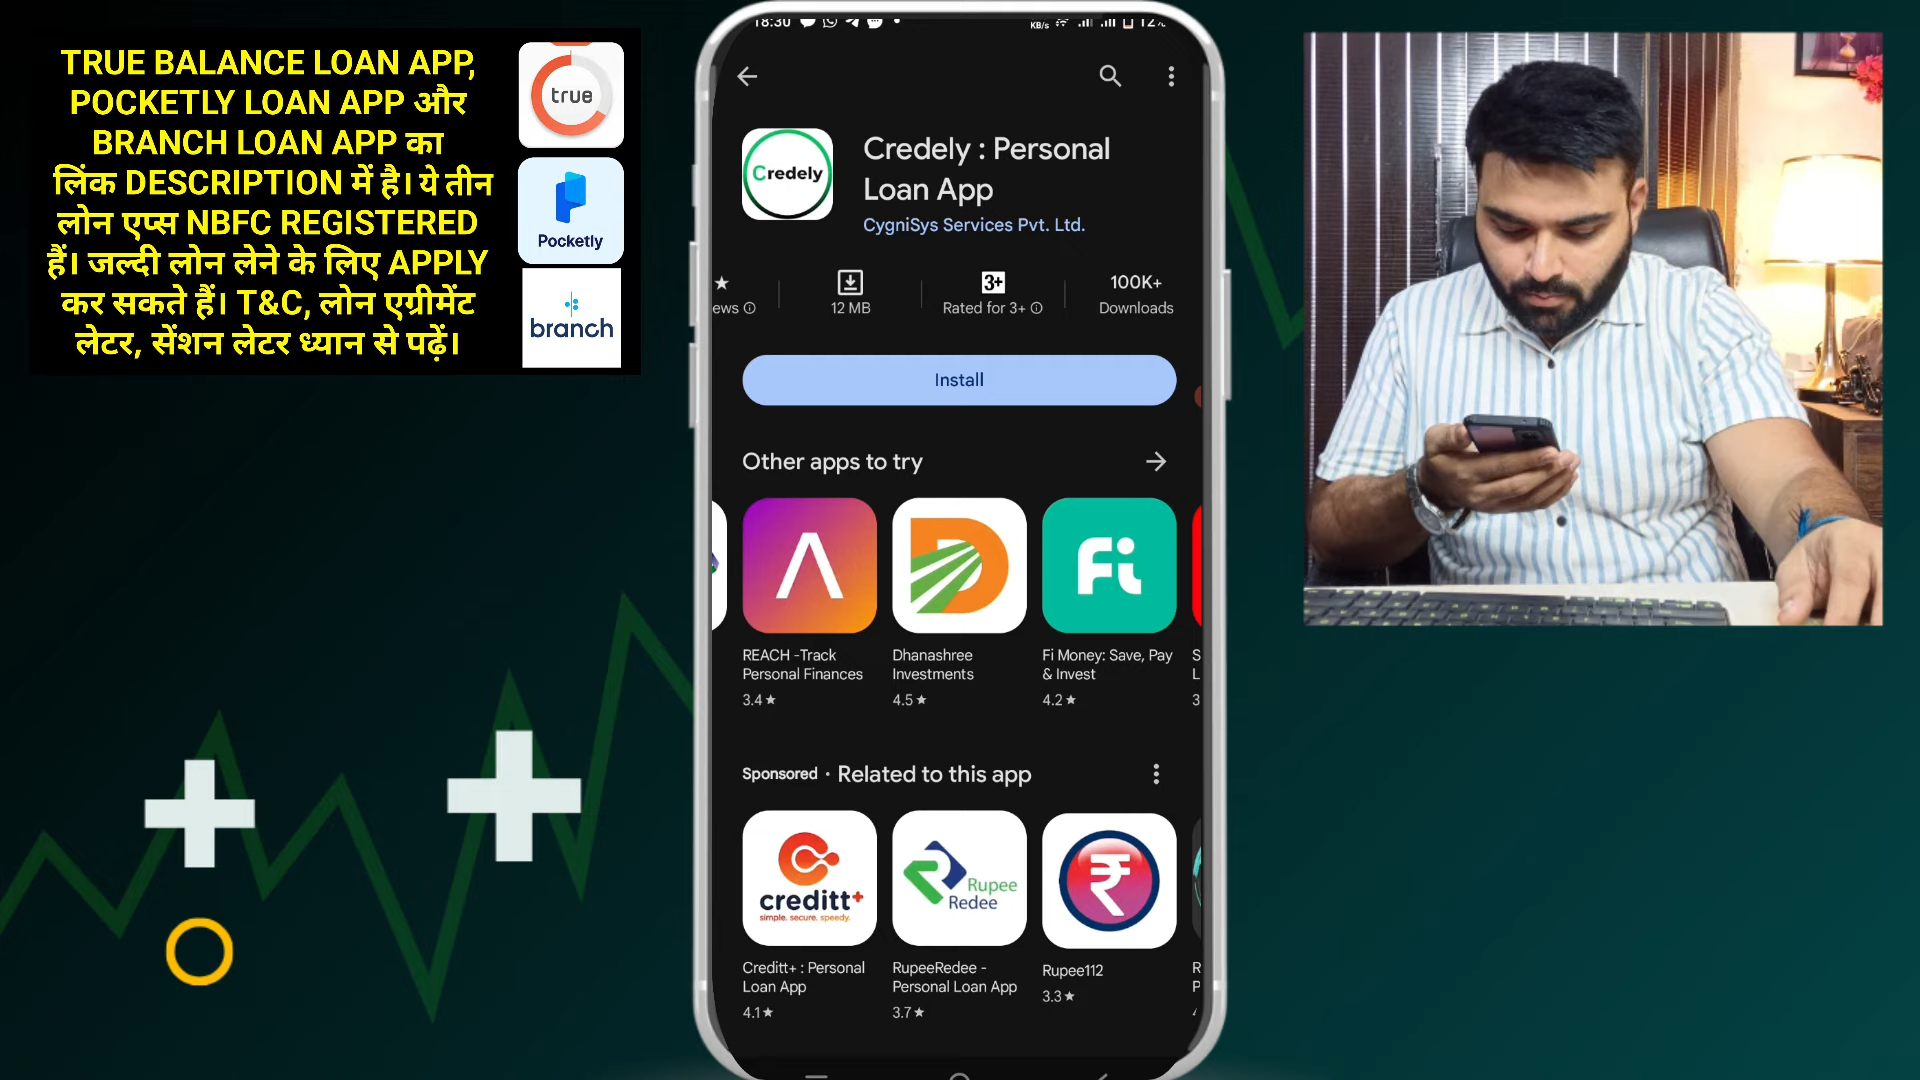 TRUE BALANCE LOAN APP,
POCKETLY LOAN APP और
BRANCH LOAN APP का
लिंक DESCRIPTION में है। ये तीन
लोन एप्स NBFC REGISTERED
हैं। जल्दी लोन लेने के लिए APPLY
कर सकते हैं। T&C, लोन एग्रीमेंट
लेटर, सेंशन लेटर ध्यान से पढ़ें।
true
Pocketly
branch
18:30
KB/s
12%
Credely
Credely : Personal
Loan App
CygniSys Services Pvt. Ltd.
3+
100K+
ews
12 MB
Rated for 3+
Downloads
Install
Other apps to try
Fi
REACH -Track
Personal Finances
3.4★
Dhanashree
Investments
4.5★
Fi Money: Save, Pay
& Invest
4.2★
S
L
3
Sponsored · Related to this app
creditt+
simple. secure. speedy.
Rupee
Redee
₹
Creditt+ : Personal
Loan App
4.1★
RupeeRedee -
Personal Loan App
3.7★
Rupee112
3.3★
R
P